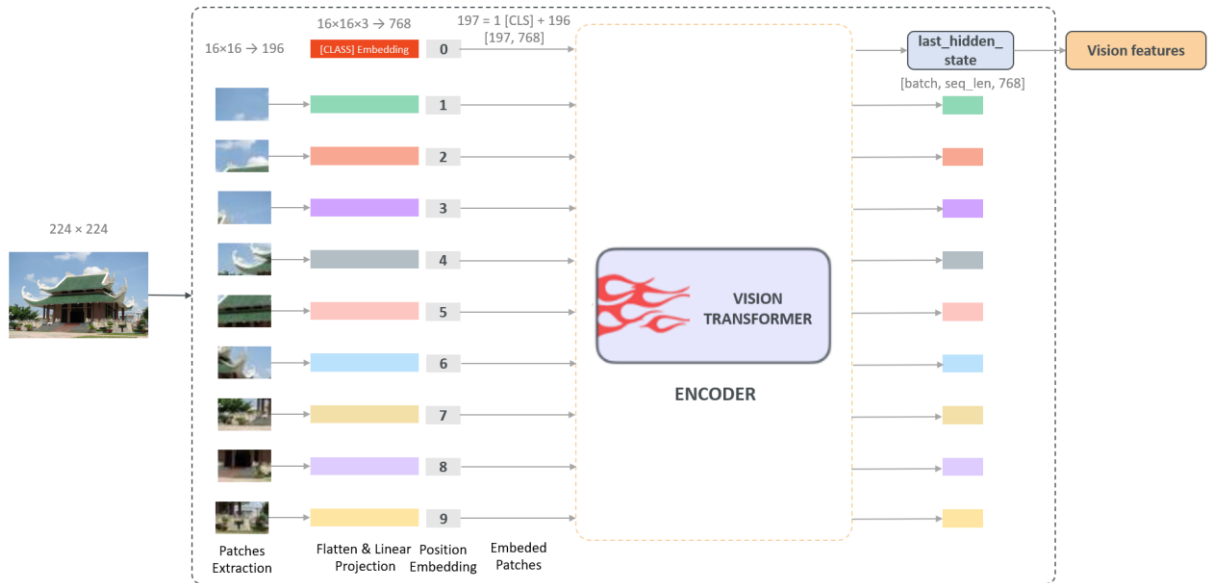 16×16×3 → 768
197 = 1 [CLS] + 196
[197, 768]
16×16 → 196
[CLASS] Embedding
0
last_hidden_
state
Vision features
[batch, seq_len, 768]
1
2
3
224 × 224
4
5
6
7
8
9
VISION
TRANSFORMER
ENCODER
Patches
Extraction
Flatten & Linear
Projection
Position
Embedding
Embeded
Patches